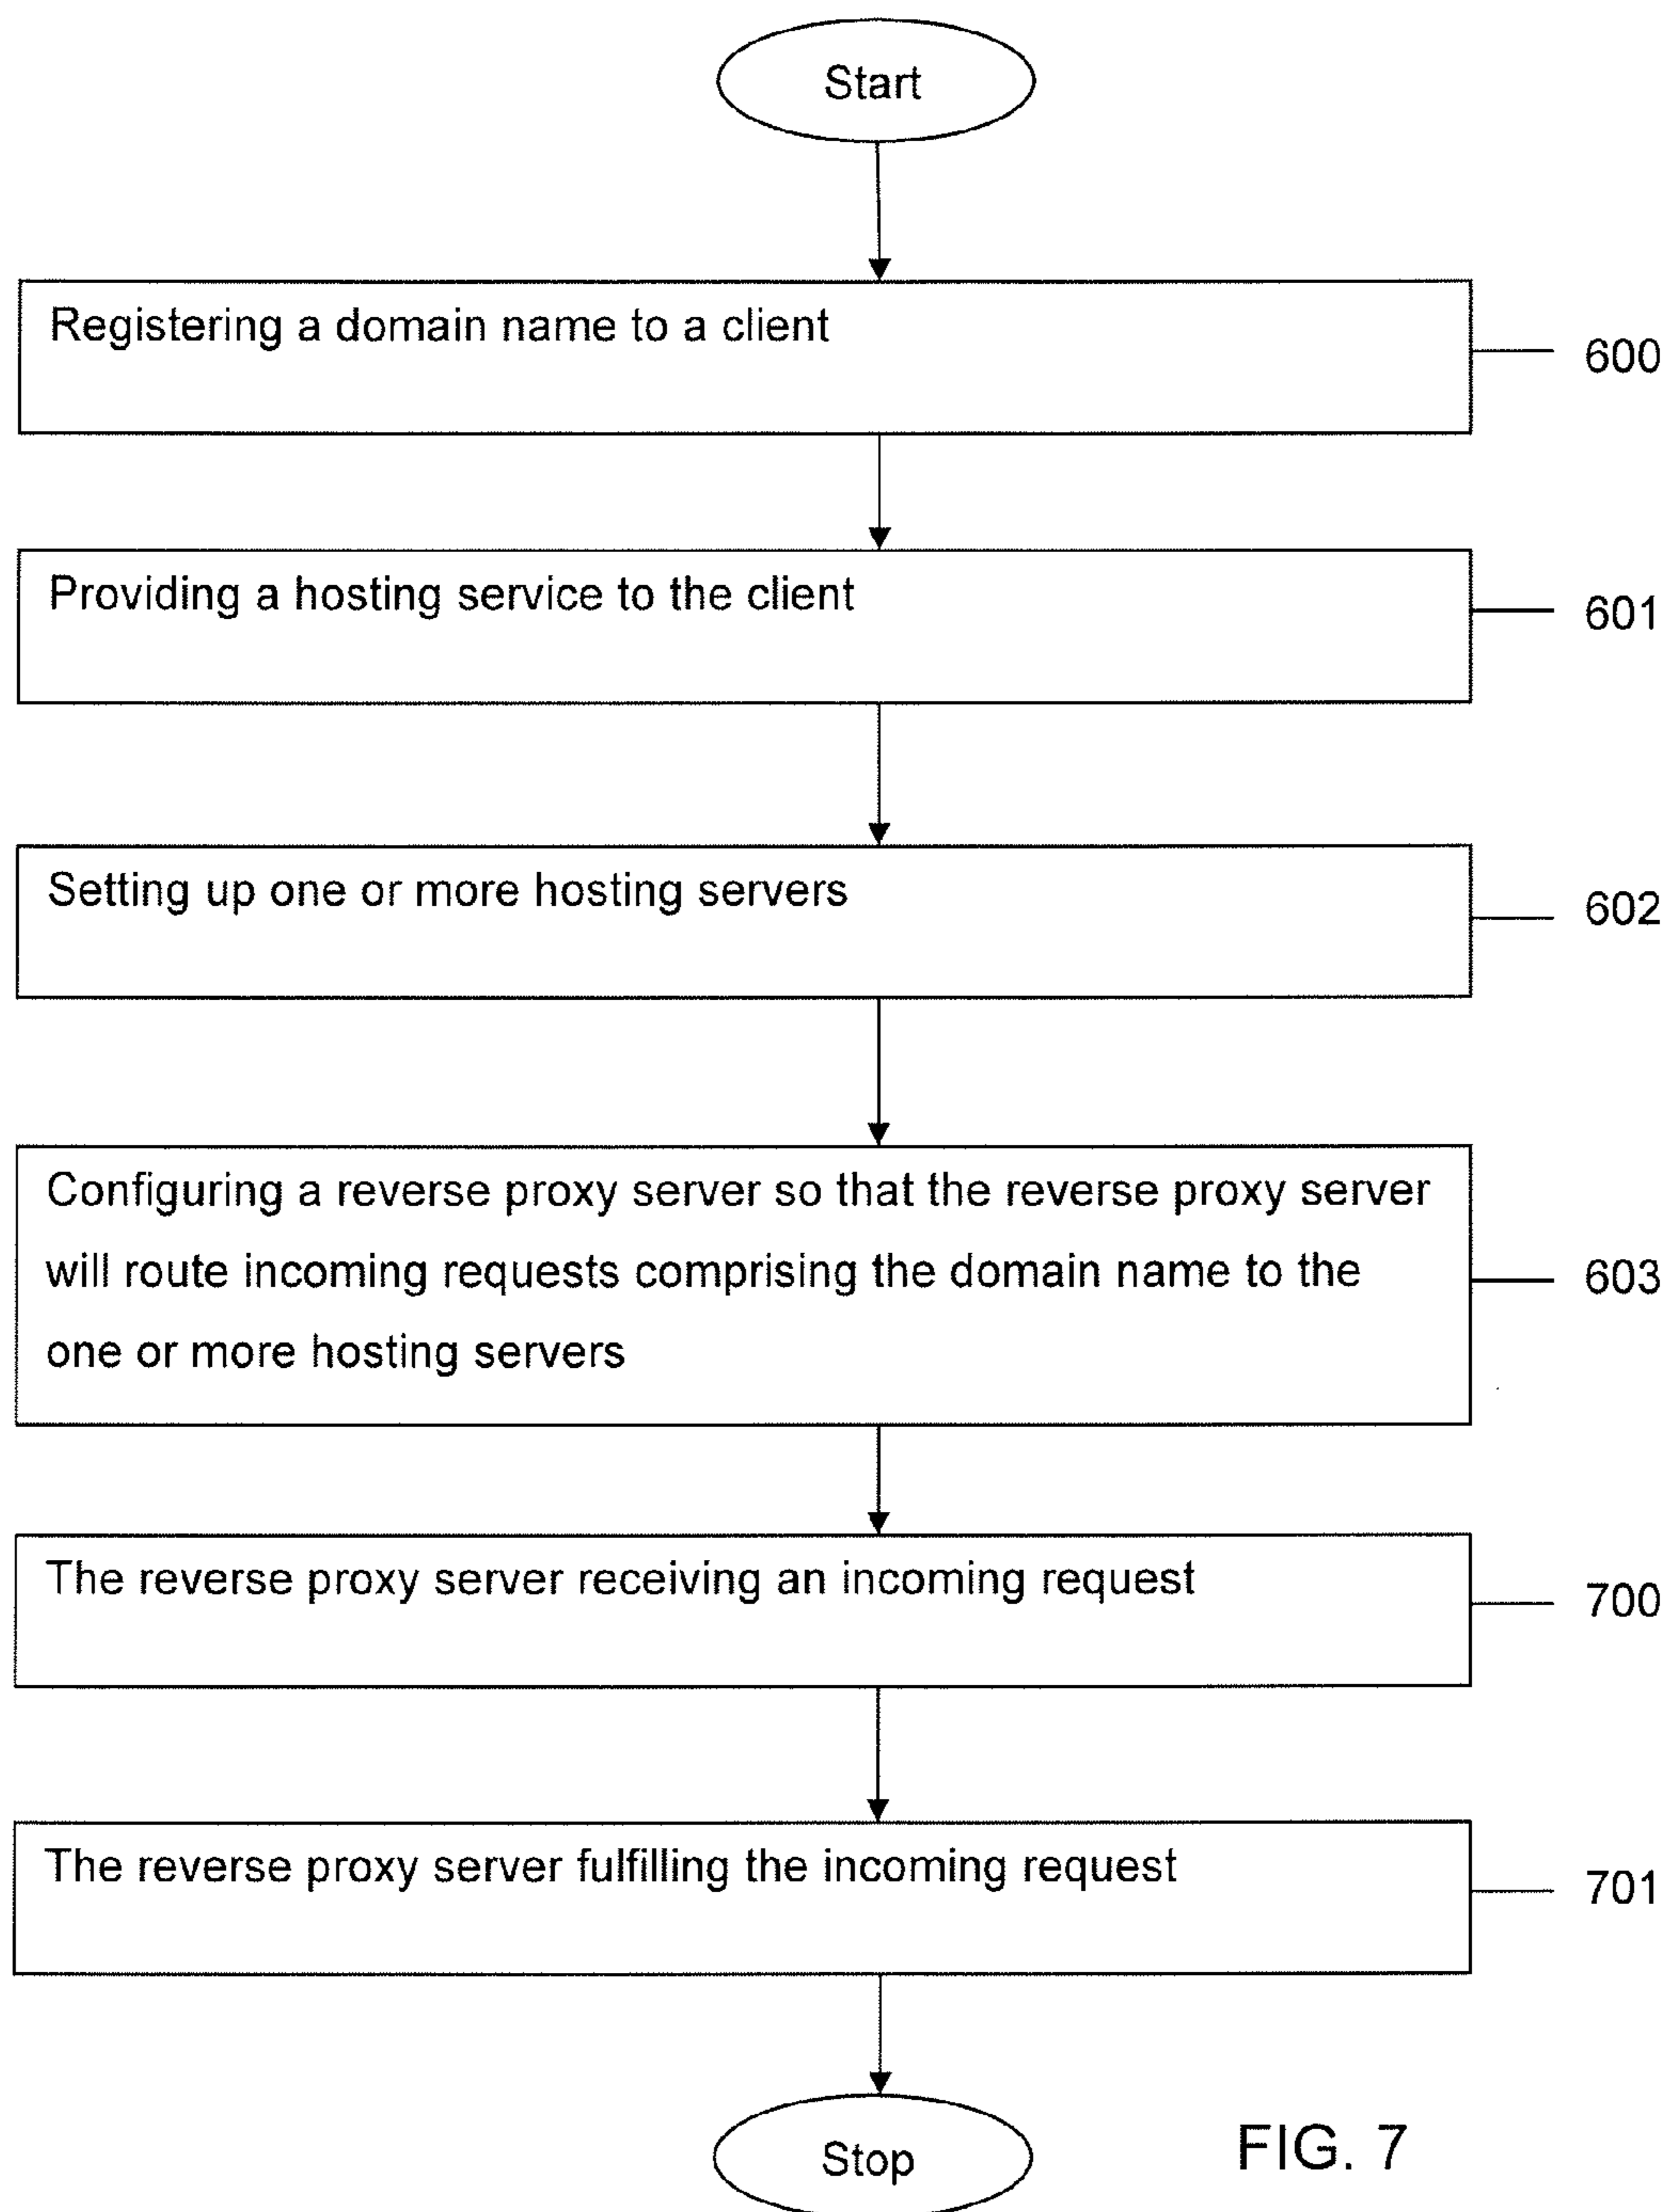 Start
Registering a domain name to a client
600
Providing a hosting service to the client
601
Setting up one or more hosting servers
602
Configuring a reverse proxy server so that the reverse proxy server
will route incoming requests comprising the domain name to the
one or more hosting servers
603
The reverse proxy server receiving an incoming request
700
The reverse proxy server fulfilling the incoming request
701
Stop
FIG. 7